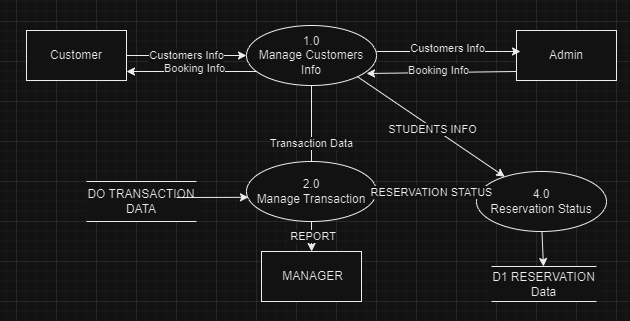 1.0
Manage Customers
Info
Customer
Customers Info
Booking Info
Customers Info
Booking Info
Admin
Transaction Data
STUDENTS INFO
DO TRANSACTION
DATA
2.0
Manage Transaction
RESERVATION STATUS
4.0
Reservation Status
REPORT
MANAGER
D1 RESERVATION
Data